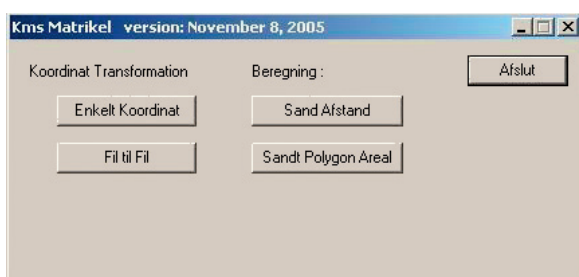 Kms Matrikel version: November 8, 2005
Koordinat Transformation
Beregning :
Afslut
Enkelt Koordinat
Sand Afstand
Fil til Fil
Sandt Polygon Areal